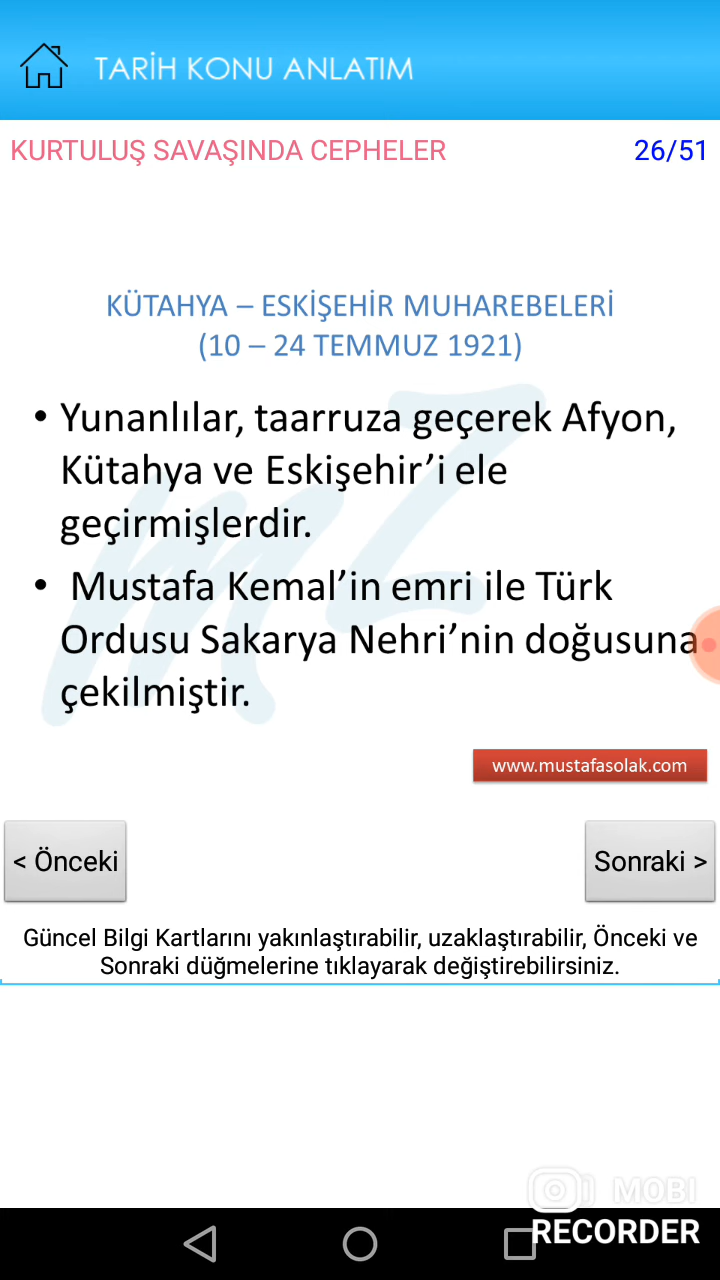 TARİH KONU ANLATIM
KURTULUŞ SAVAŞINDA CEPHELER 26/51
KÜTAHYA – ESKİŞEHİR MUHAREBELERİ
(10 – 24 TEMMUZ 1921)
• Yunanlılar, taarruza geçerek Afyon,
Kütahya ve Eskişehir’i ele
geçirmişlerdir.
• Mustafa Kemal’in emri ile Türk
Ordusu Sakarya Nehri’nin doğusuna
çekilmiştir.
www.mustafasolak.com
< Önceki Sonraki >
Güncel Bilgi Kartlarını yakınlaştırabilir, uzaklaştırabilir, Önceki ve
Sonraki düğmelerine tıklayarak değiştirebilirsiniz.
MOBI
RECORDER